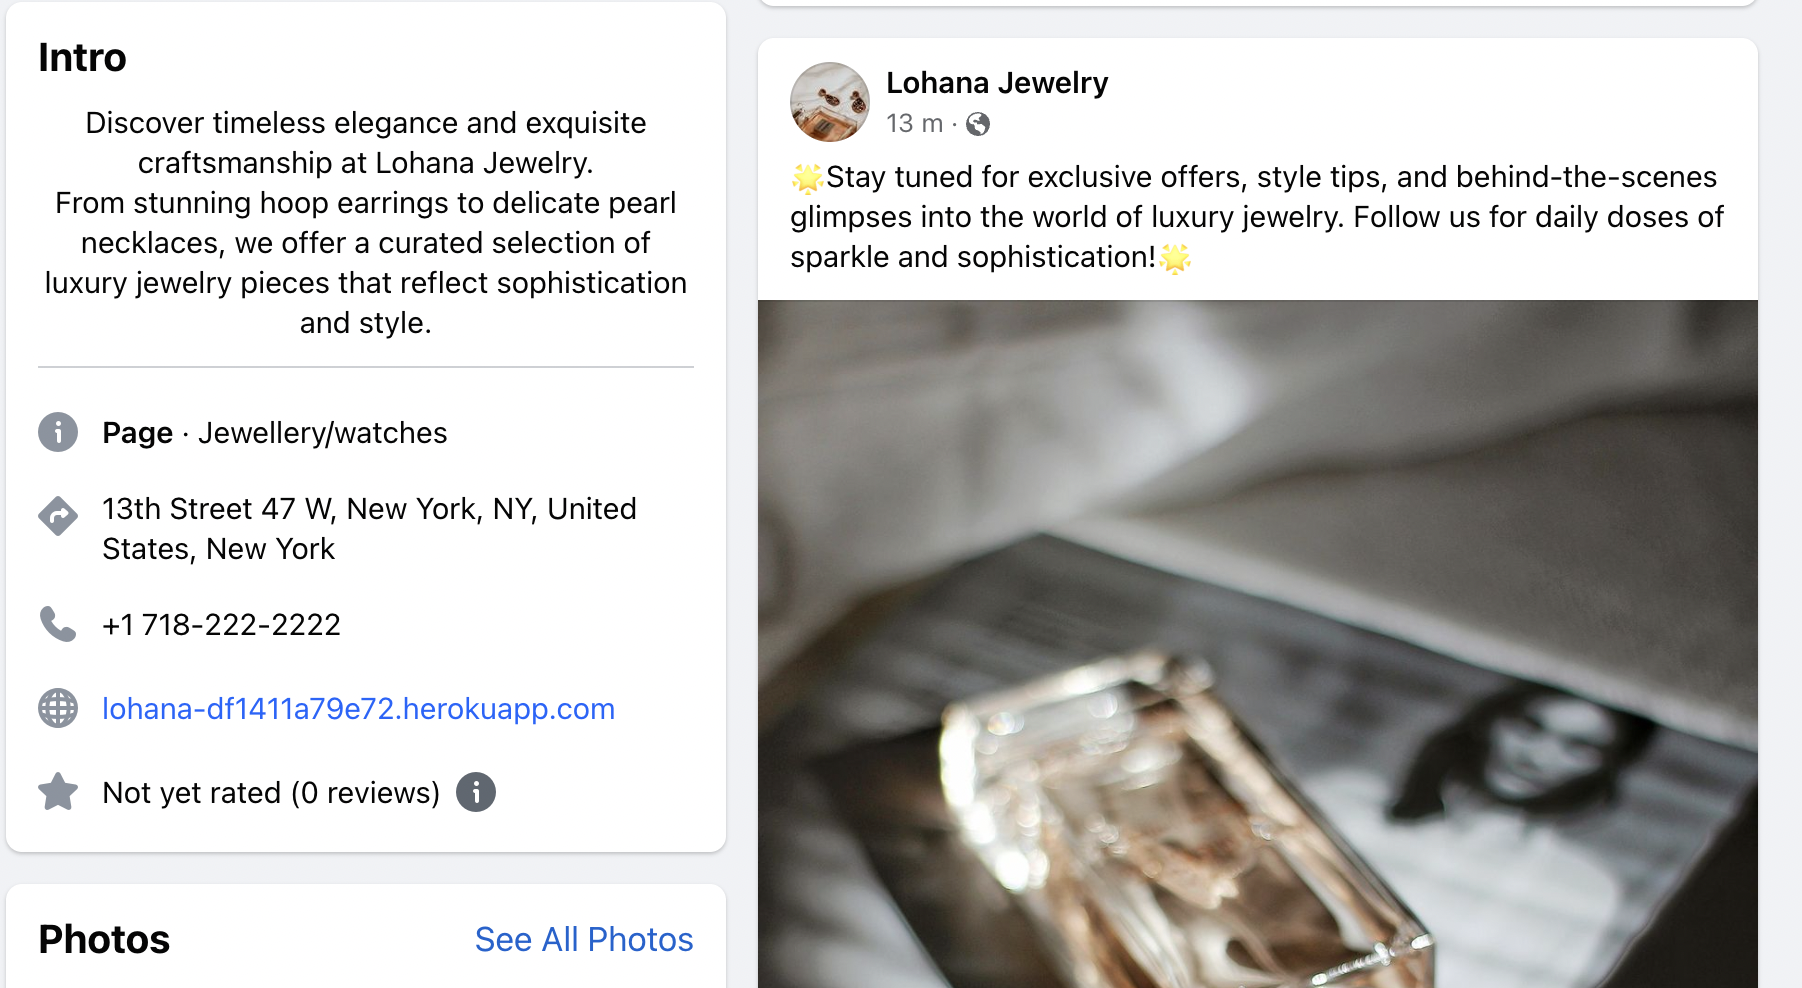 Intro
Discover timeless elegance and exquisite
craftsmanship at Lohana Jewelry.
From stunning hoop earrings to delicate pearl
necklaces, we offer a curated selection of
luxury jewelry pieces that reflect sophistication
and style.
Page · Jewellery/watches
13th Street 47 W, New York, NY, United
States, New York
+1 718-222-2222
lohana-df1411a79e72.herokuapp.com
Not yet rated (0 reviews)
Photos
See All Photos
Lohana Jewelry
13 m ·
🌟Stay tuned for exclusive offers, style tips, and behind-the-scenes
glimpses into the world of luxury jewelry. Follow us for daily doses of
sparkle and sophistication!🌟